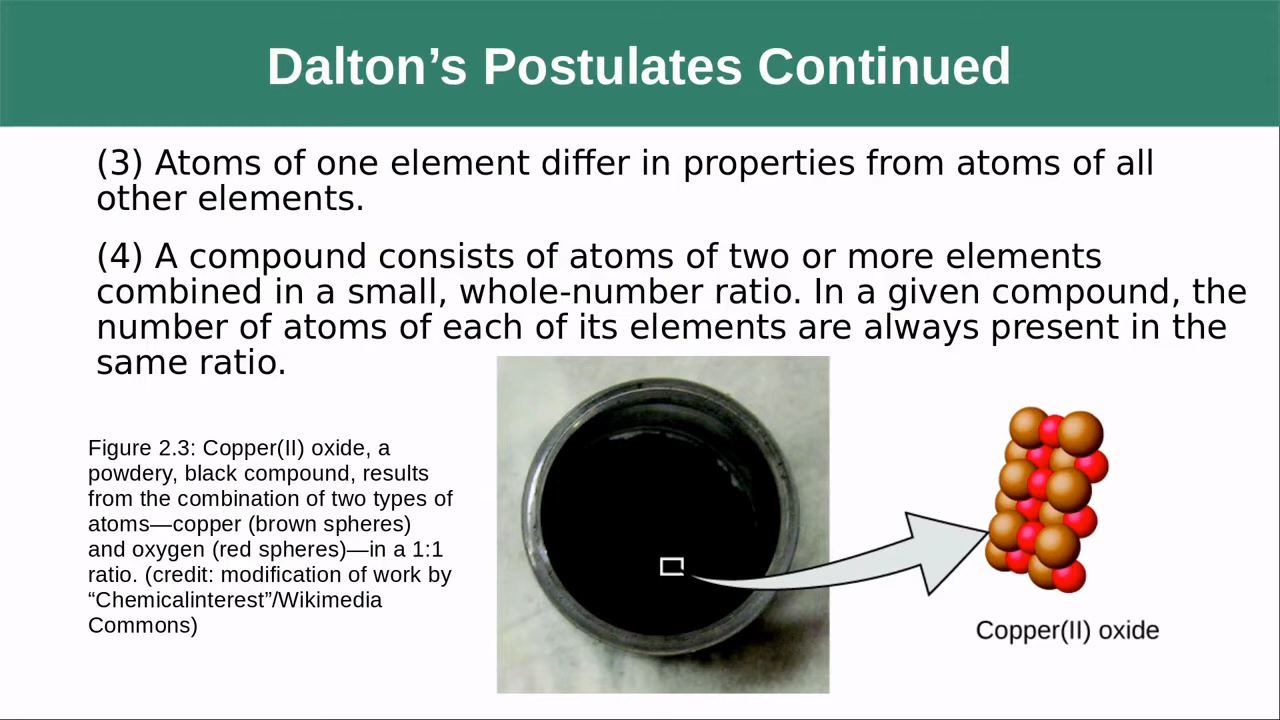 Dalton’s Postulates Continued
(3) Atoms of one element differ in properties from atoms of all
other elements.
(4) A compound consists of atoms of two or more elements
combined in a small, whole-number ratio. In a given compound, the
number of atoms of each of its elements are always present in the
same ratio.
Figure 2.3: Copper(II) oxide, a
powdery, black compound, results
from the combination of two types of
atoms—copper (brown spheres)
and oxygen (red spheres)—in a 1:1
ratio. (credit: modification of work by
“Chemicalinterest”/Wikimedia
Commons)
Copper(II) oxide